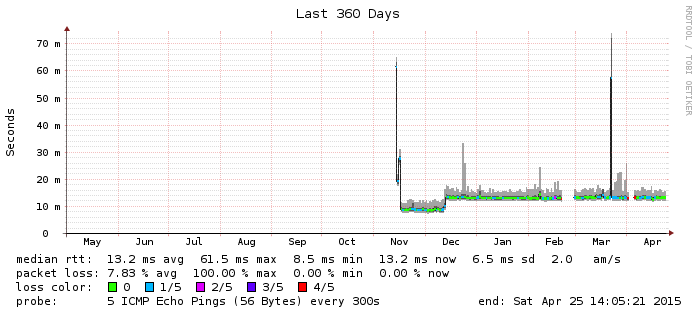 Last 360 Days
RRDTOOL / TOBI OETIKER
Seconds
70 m
60 m
50 m
40 m
30 m
20 m
10 m
0
May Jun Jul Aug Sep Oct Nov Dec Jan Feb Mar Apr
median rtt: 13.2 ms avg 61.5 ms max 8.5 ms min 13.2 ms now 6.5 ms sd 2.0 am/s
packet loss: 7.83 % avg 100.00 % max 0.00 % min 0.00 % now
loss color: 0 1/5 2/5 3/5 4/5
probe: 5 ICMP Echo Pings (56 Bytes) every 300s end: Sat Apr 25 14:05:21 2015